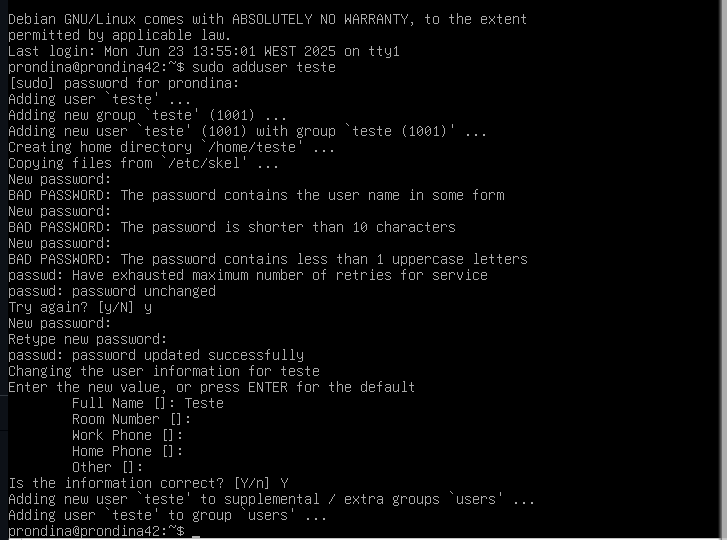 Debian GNU/Linux comes with ABSOLUTELY NO WARRANTY, to the extent
permitted by applicable law.
Last login: Mon Jun 23 13:55:01 WEST 2025 on tty1
prondina@prondina42:~$ sudo adduser teste
[sudo] password for prondina:
Adding user `teste' ...
Adding new group `teste' (1001) ...
Adding new user `teste' (1001) with group `teste (1001)' ...
Creating home directory `/home/teste' ...
Copying files from `/etc/skel' ...
New password:
BAD PASSWORD: The password contains the user name in some form
New password:
BAD PASSWORD: The password is shorter than 10 characters
New password:
BAD PASSWORD: The password contains less than 1 uppercase letters
passwd: Have exhausted maximum number of retries for service
passwd: password unchanged
Try again? [y/N] y
New password:
Retype new password:
passwd: password updated successfully
Changing the user information for teste
Enter the new value, or press ENTER for the default
Full Name []: Teste
Room Number []:
Work Phone []:
Home Phone []:
Other []:
Is the information correct? [Y/n] Y
Adding new user `teste' to supplemental / extra groups `users' ...
Adding user `teste' to group `users' ...
prondina@prondina42:~$ _